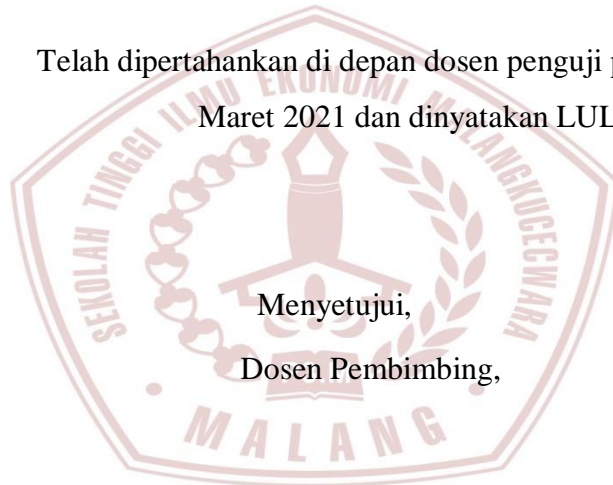 Telah dipertahankan di depan dosen penguji p
Maret 2021 dan dinyatakan LUL
Menyetujui,
Dosen Pembimbing,
SEKOLAH TINGGI ILMU EKONOMI MALANGKUCECWARA
MALANG